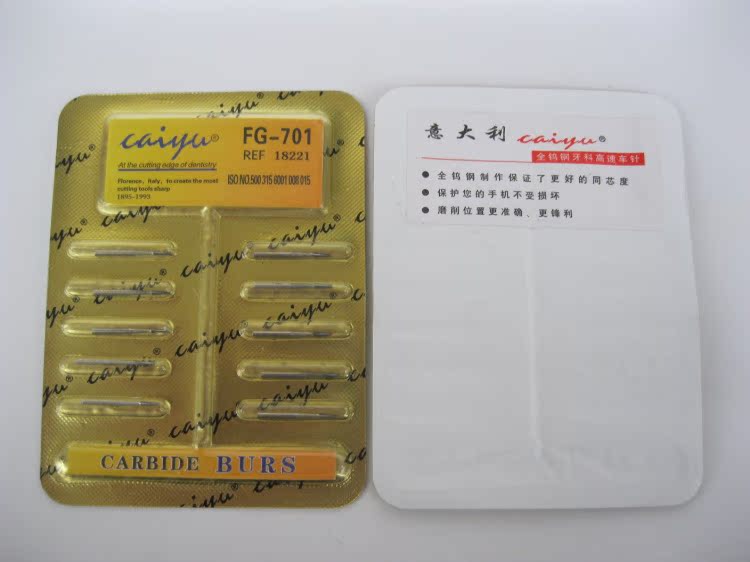 caiyu®
FG-701
REF 18221
At the cutting edge of dentistry
Florence, Italy, to create the most
cutting tools sharp
1895-1995
ISO NO.500 315 6001 008 015
CARBIDE BURS
意大利 caiyu®
全钨钢牙科高速车针
● 全钨钢制作保证了更好的同芯度
● 保护您的手机不受损坏
● 磨削位置更准确、更锋利